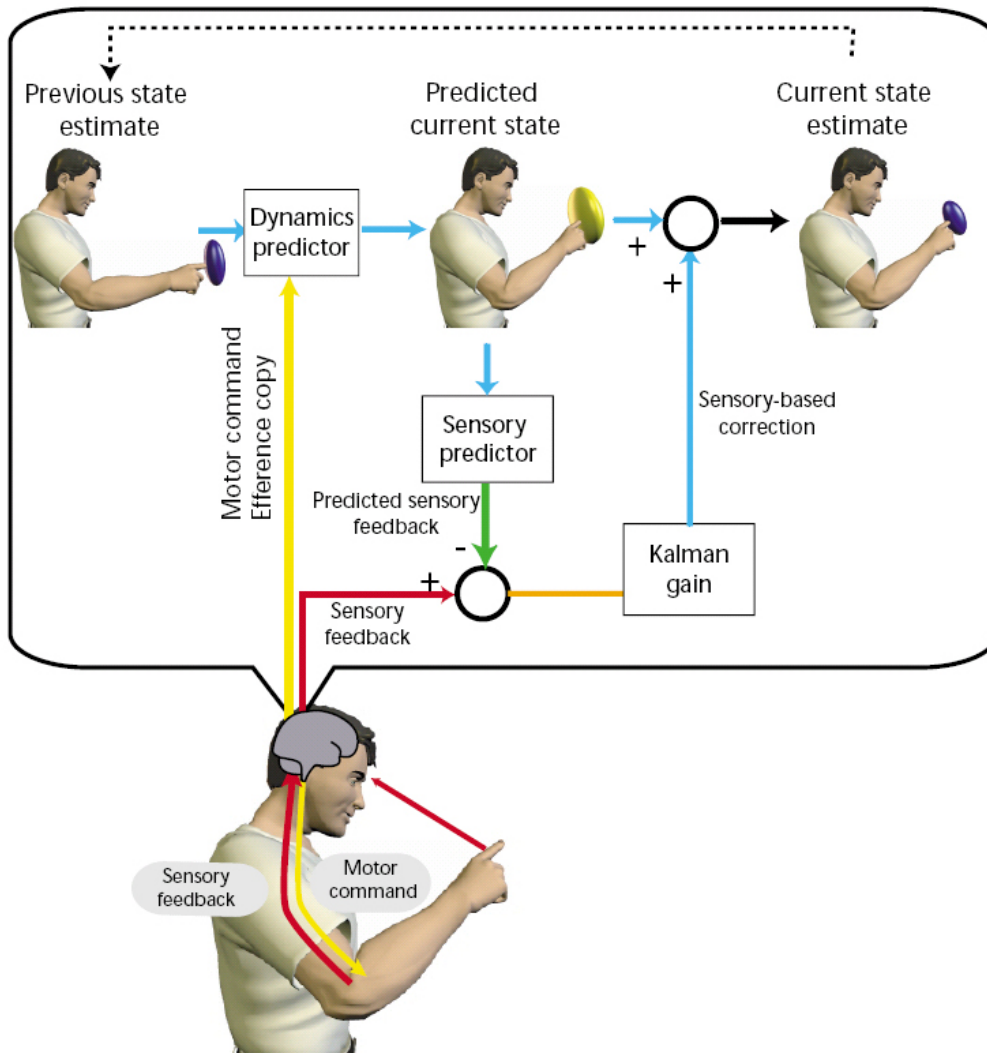 Previous state
estimate
Predicted
current state
Current state
estimate
Dynamics
predictor
+
+
Motor command
Efference copy
Sensory
predictor
Sensory-based
correction
Predicted sensory
feedback
-
+
Kalman
gain
Sensory
feedback
Sensory
feedback
Motor
command